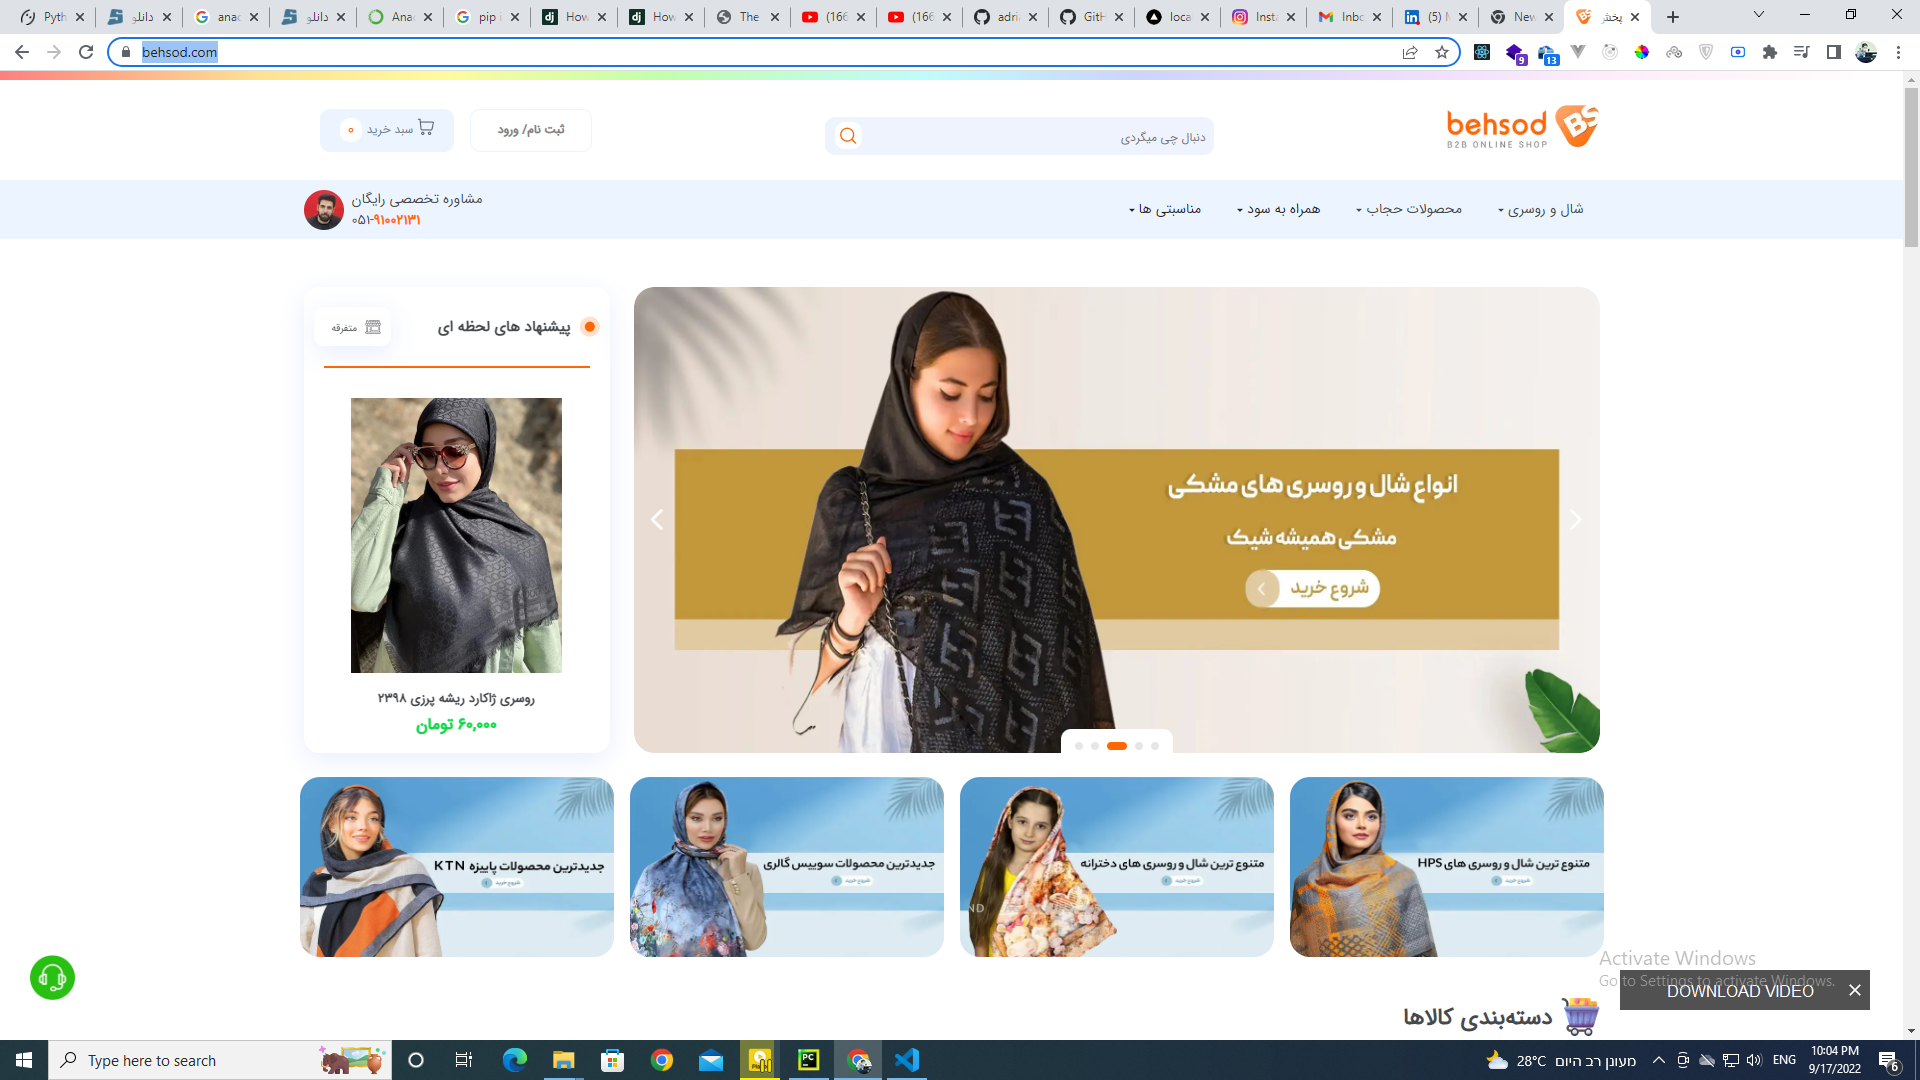 Pyth
دانلو
anac
دانلو
Anac
pip i
How
How
The
(166
(166
adria
GitH
loca
Insta
Inbo
(5) M
New
پخش
behsod.com
9
13
behsod
B2B ONLINE SHOP
دنبال چی میگردی
ثبت نام/ ورود
سبد خرید ۰
شال و روسری
محصولات حجاب
همراه به سود
مناسبتی ها
مشاوره تخصصی رایگان
۰۵۱-۹۱۰۰۲۱۳۱
انواع شال و روسری های مشکی
مشکی همیشه شیک
شروع خرید
پیشنهاد های لحظه ای
متفرقه
روسری ژاکارد ریشه پرزی ۲۳۹۸
۶۰,۰۰۰ تومان
متنوع ترین شال و روسری های HPS
شروع خرید
متنوع ترین شال و روسری های دخترانه
شروع خرید
جدیدترین محصولات سوییس گالری
شروع خرید
جدیدترین محصولات پاییزه KTN
شروع خرید
دسته‌بندی کالاها
Activate Windows
Go to Settings to activate Windows.
DOWNLOAD VIDEO
Type here to search
28°C מעונן רב היום
ENG
10:04 PM
9/17/2022
6